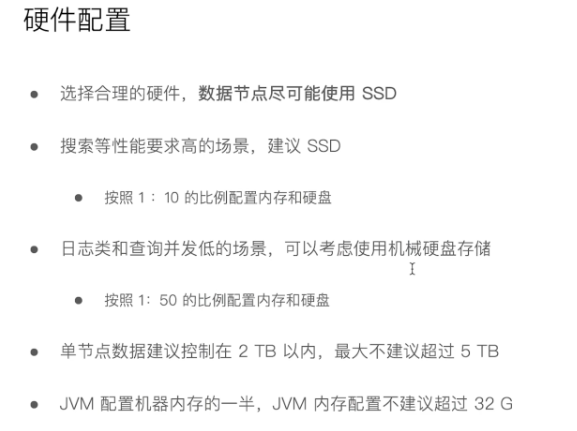 硬件配置
选择合理的硬件，数据节点尽可能使用 SSD
搜索等性能要求高的场景，建议 SSD
按照 1 ：10 的比例配置内存和硬盘
日志类和查询并发低的场景，可以考虑使用机械硬盘存储
按照 1：50 的比例配置内存和硬盘
单节点数据建议控制在 2 TB 以内，最大不建议超过 5 TB
JVM 配置机器内存的一半，JVM 内存配置不建议超过 32 G